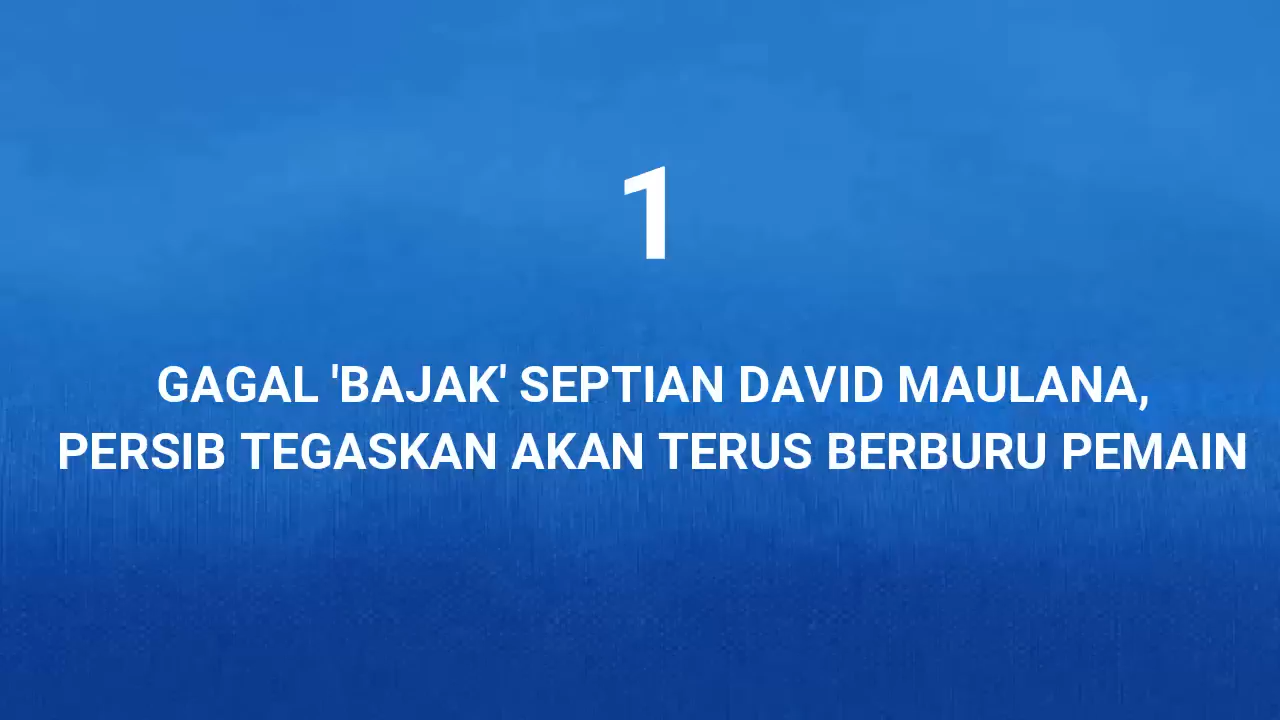 1
GAGAL 'BAJAK' SEPTIAN DAVID MAULANA,
PERSIB TEGASKAN AKAN TERUS BERBURU PEMAIN